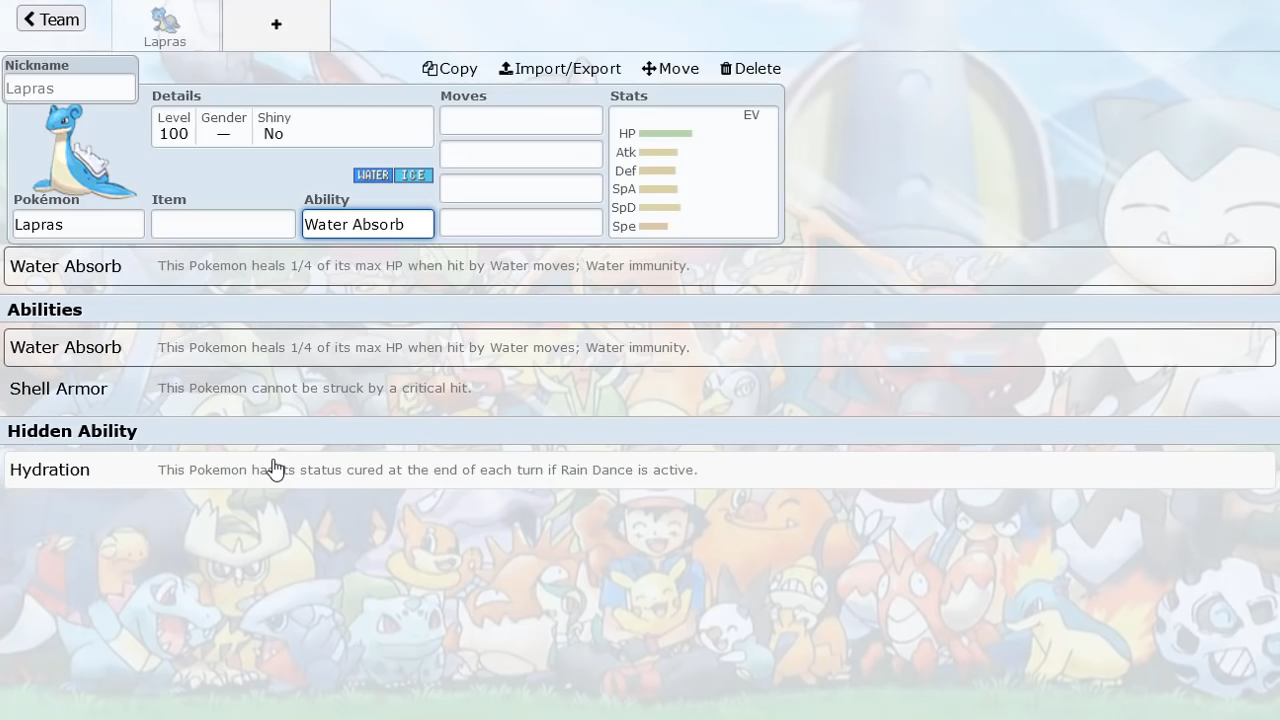 Team
Lapras
+
Nickname
Lapras
Copy
Import/Export
Move
Delete
Details
Level
100
Gender
—
Shiny
No
WATER
ICE
Pokémon
Lapras
Item
Ability
Water Absorb
Moves
Stats
EV
HP
Atk
Def
SpA
SpD
Spe
Water Absorb This Pokemon heals 1/4 of its max HP when hit by Water moves; Water immunity.
Abilities
Water Absorb This Pokemon heals 1/4 of its max HP when hit by Water moves; Water immunity.
Shell Armor This Pokemon cannot be struck by a critical hit.
Hidden Ability
Hydration This Pokemon has its status cured at the end of each turn if Rain Dance is active.